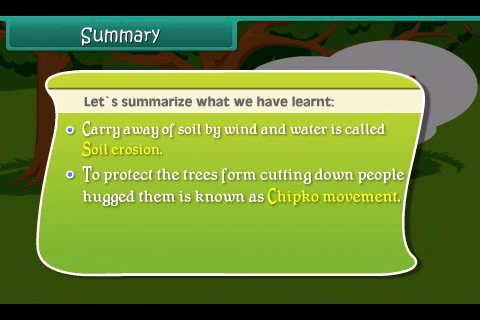 Summary
Let`s summarize what we have learnt:
Carry away of soil by wind and water is called
Soil erosion.
To protect the trees form cutting down people
hugged them is known as Chipko movement.